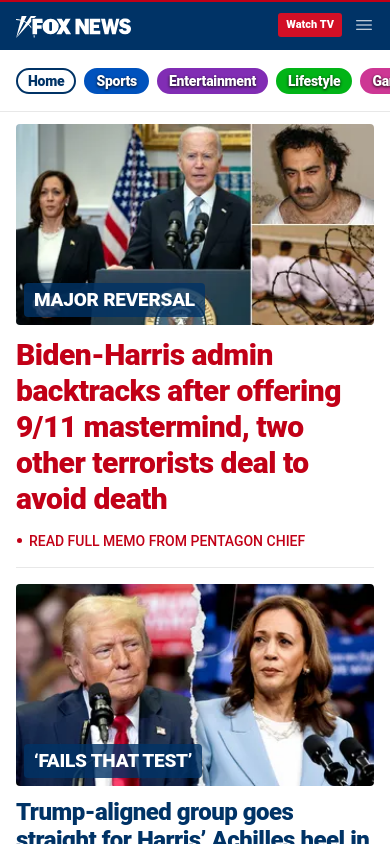 FOX NEWS
Watch TV
Home
Sports
Entertainment
Lifestyle
Ga
MAJOR REVERSAL
Biden-Harris admin
backtracks after offering
9/11 mastermind, two
other terrorists deal to
avoid death
• READ FULL MEMO FROM PENTAGON CHIEF
‘FAILS THAT TEST’
Trump-aligned group goes
straight for Harris’ Achilles heel in